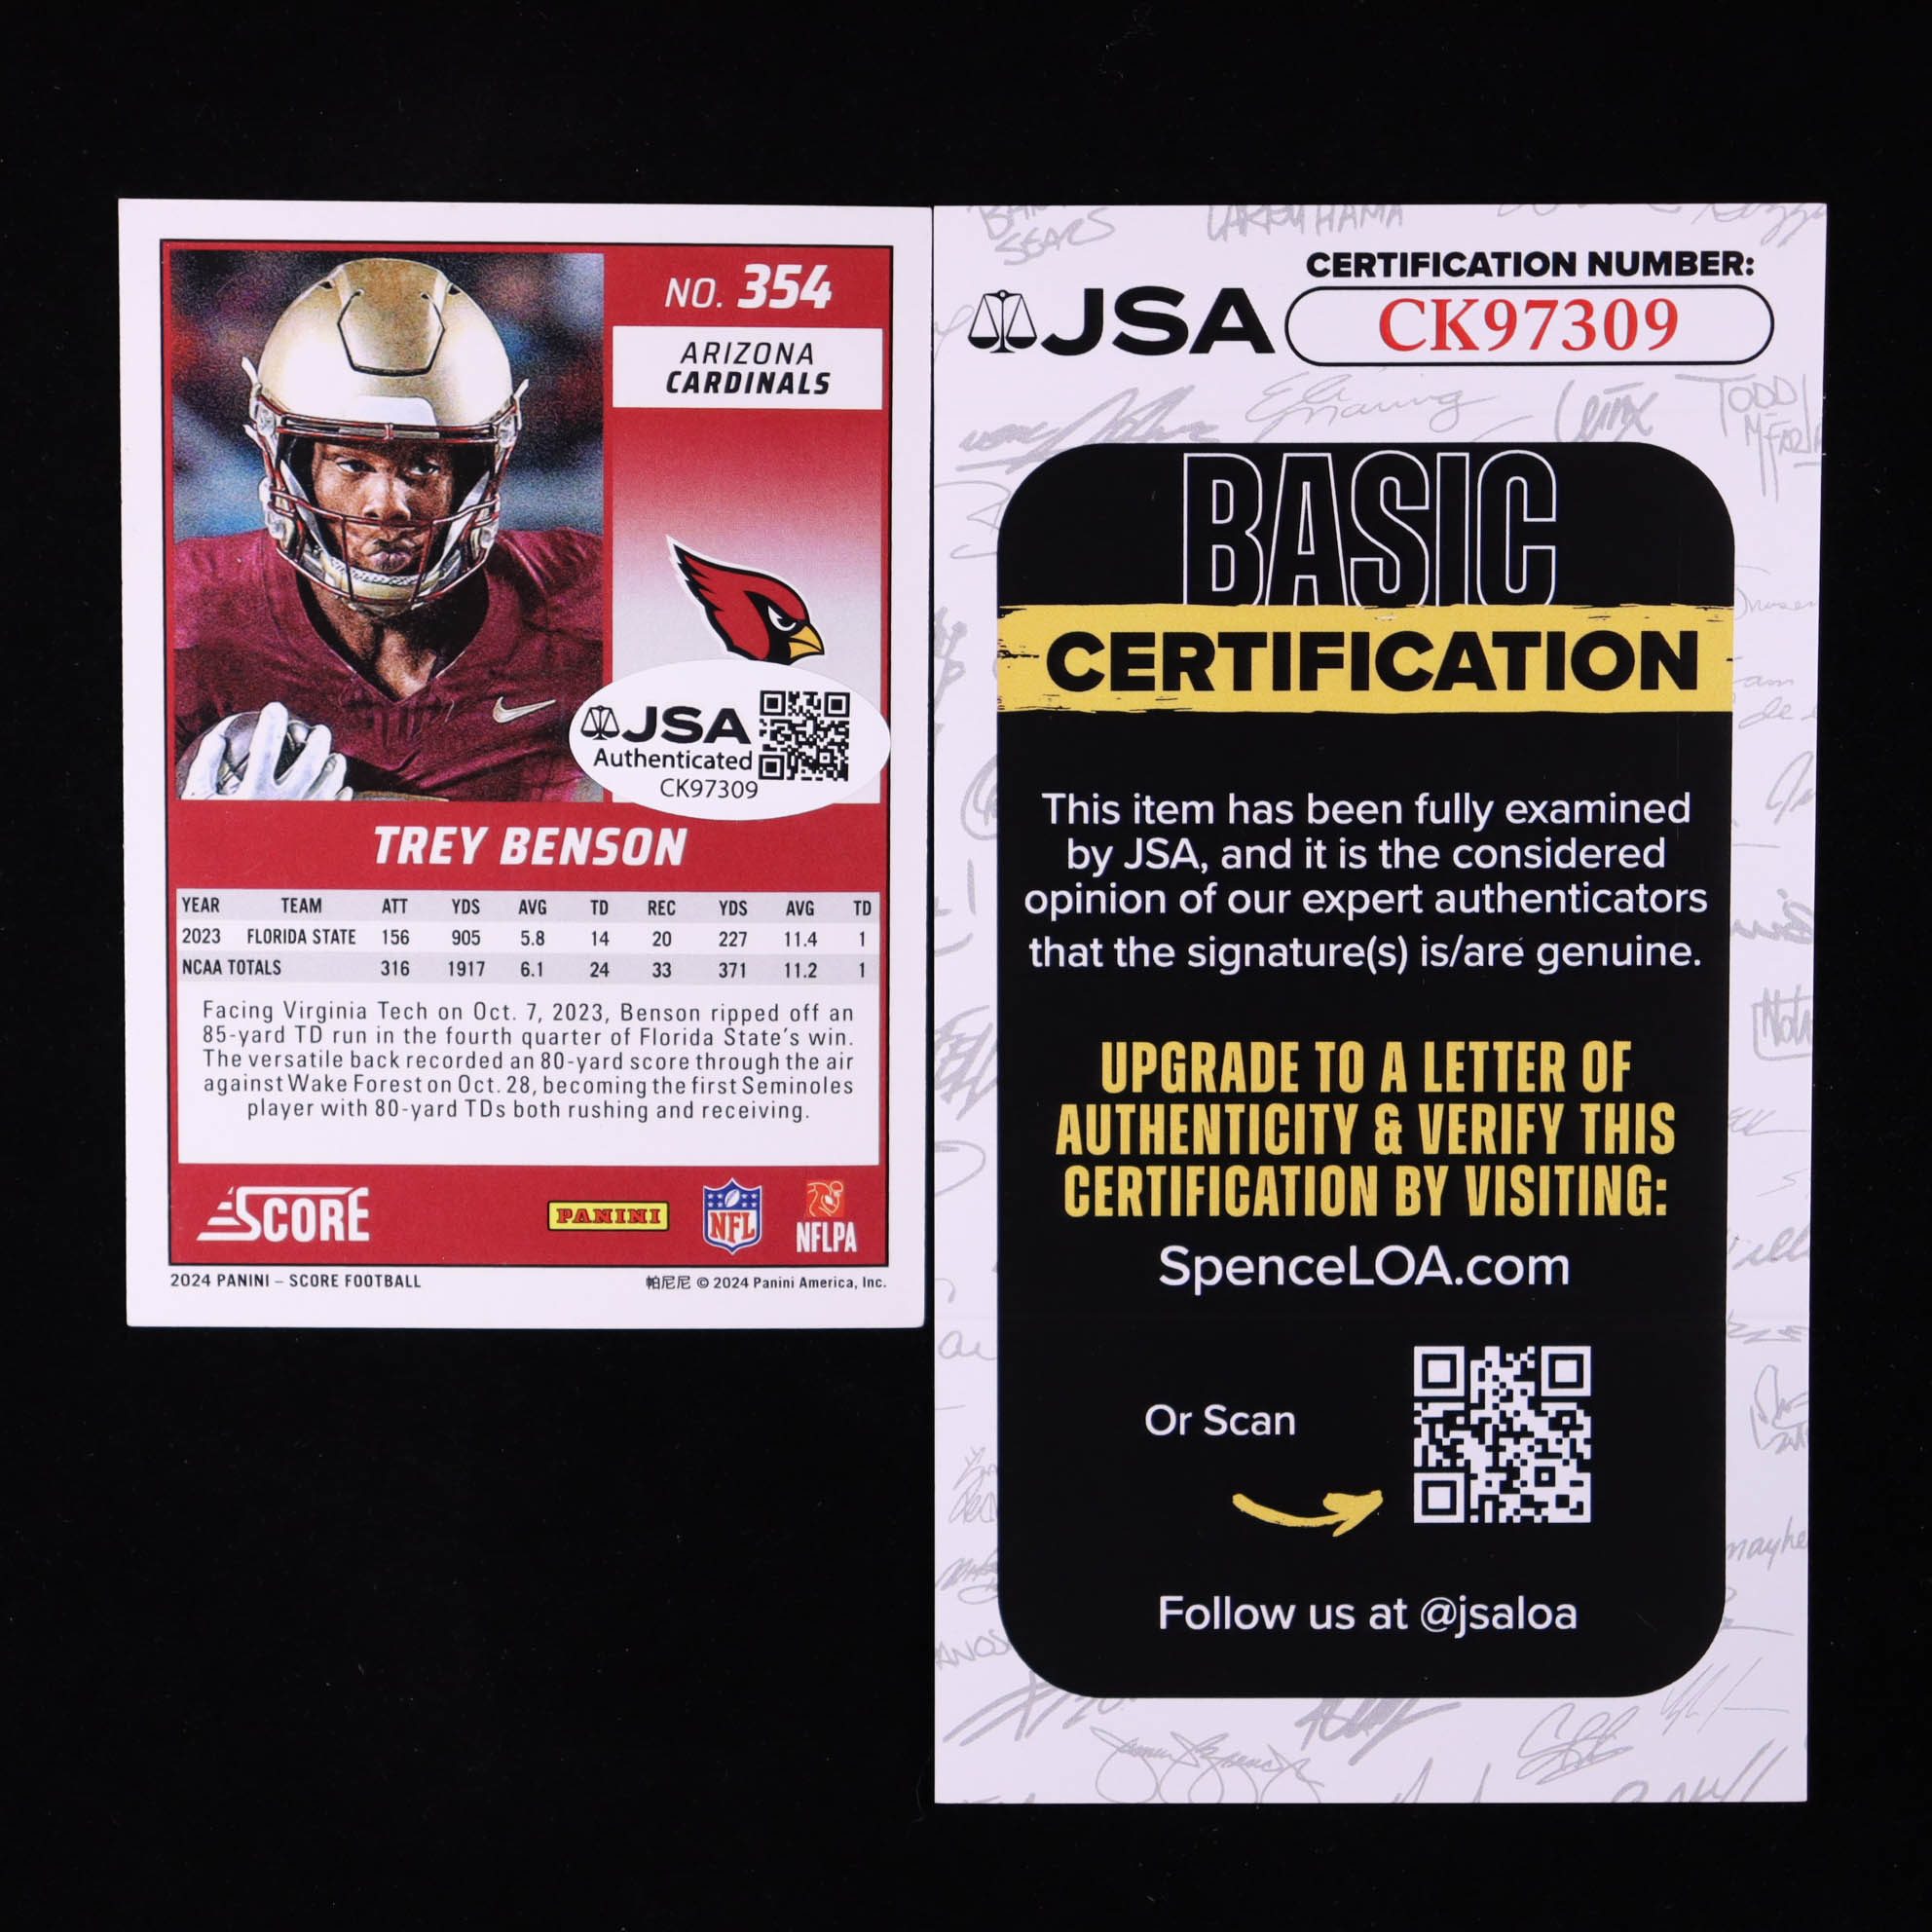 NO. 354
ARIZONA
CARDINALS
JSA
Authenticated
CK97309
TREY BENSON
YEAR TEAM ATT YDS AVG TD REC YDS AVG TD
2023 FLORIDA STATE 156 905 5.8 14 20 227 11.4 1
NCAA TOTALS 316 1917 6.1 24 33 371 11.2 1
Facing Virginia Tech on Oct. 7, 2023, Benson ripped off an
85-yard TD run in the fourth quarter of Florida State's win.
The versatile back recorded an 80-yard score through the air
against Wake Forest on Oct. 28, becoming the first Seminoles
player with 80-yard TDs both rushing and receiving.
SCORE PANINI NFL NFLPA
2024 PANINI – SCORE FOOTBALL 帕尼尼 © 2024 Panini America, Inc.
SEARS
CERTIFICATION NUMBER:
JSA CK97309
Eli Manning
TODD
BASIC
CERTIFICATION
This item has been fully examined
by JSA, and it is the considered
opinion of our expert authenticators
that the signature(s) is/are genuine.
UPGRADE TO A LETTER OF
AUTHENTICITY & VERIFY THIS
CERTIFICATION BY VISITING:
SpenceLOA.com
Or Scan
Follow us at @jsaloa